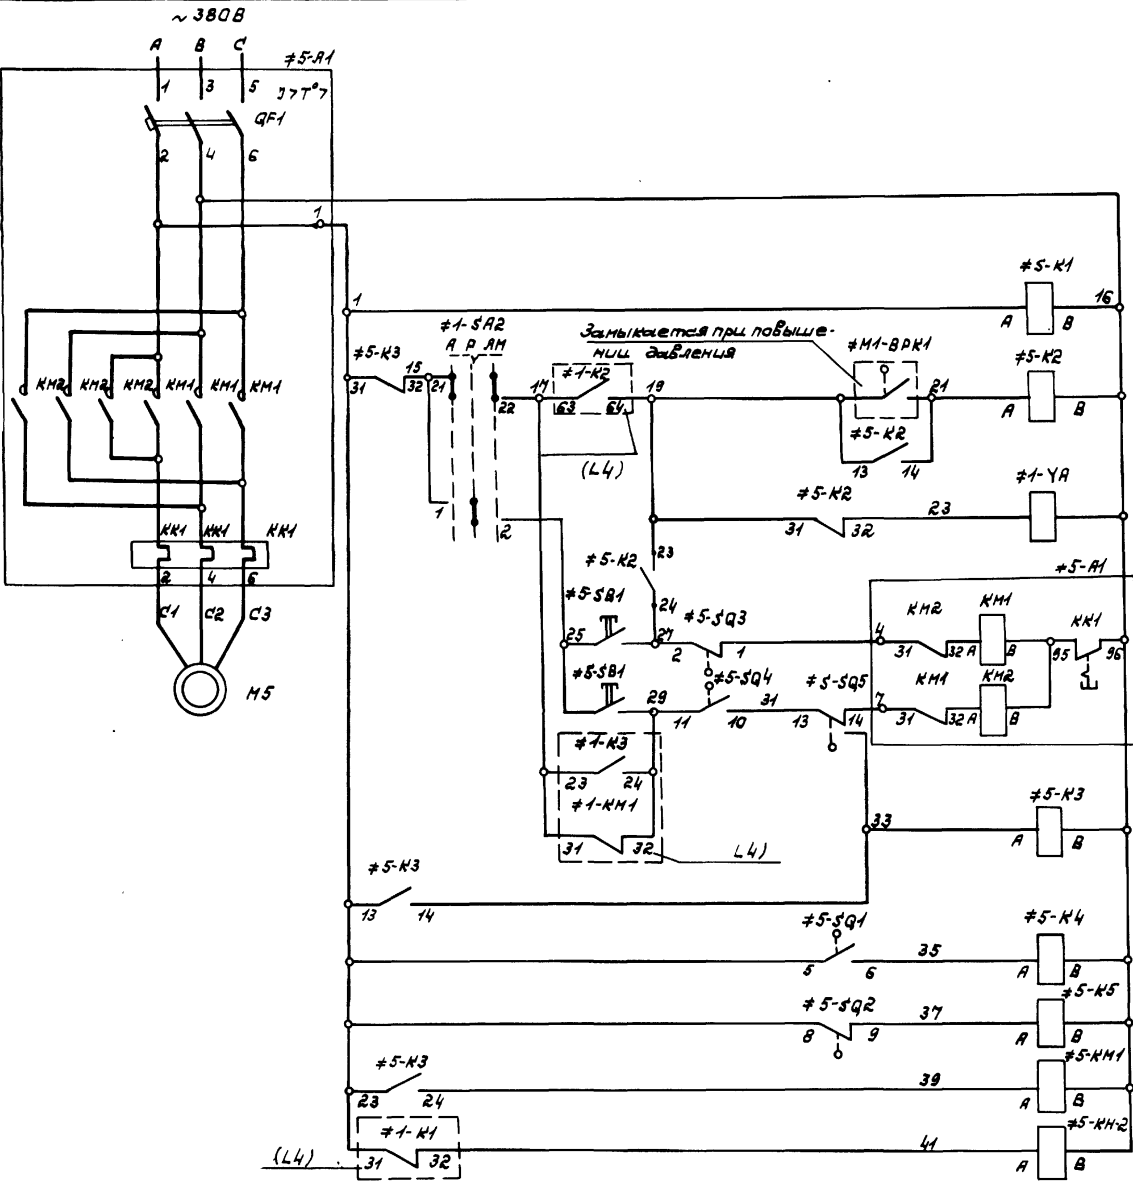 ~380В
А В С
≠5-А1
1 3 5
J>T°>
QF1
2 4 6
1
≠5-К1
1
А В
16
≠1-SA2
А Р АМ
Замыкается при повыше-
нии давления
≠М1-ВРК1
≠5-К2
≠5-К3
31 32
15
21
22
17
≠1-К2
63 64
19
21
А В
КМ2 КМ2 КМ2 КМ1 КМ1 КМ1
≠5-К2
13 14
(L4)
≠5-К2
31 32
23
≠1-YA
1
2
КК1 КК1 КК1
2 4 6
С1 С2 С3
М5
23
≠5-К2
24
≠5-А1
≠5-SB1
25
27
≠5-SQ3
2 1
4
КМ2
31 32
КМ1
А В
КК1
95 96
≠5-SB1
29
≠5-SQ4
11 10
31
≠5-SQ5
13 14
7
КМ1
31 32
КМ2
А В
≠1-К3
23 24
≠1-КМ1
31 32
L4)
33
≠5-К3
А В
≠5-К3
13 14
≠5-SQ1
5 6
35
≠5-К4
А В
≠5-SQ2
8 9
37
≠5-К5
А В
≠5-К3
23 24
39
≠5-КМ1
А В
≠1-К1
31 32
(L4)
41
≠5-КН-2
А В